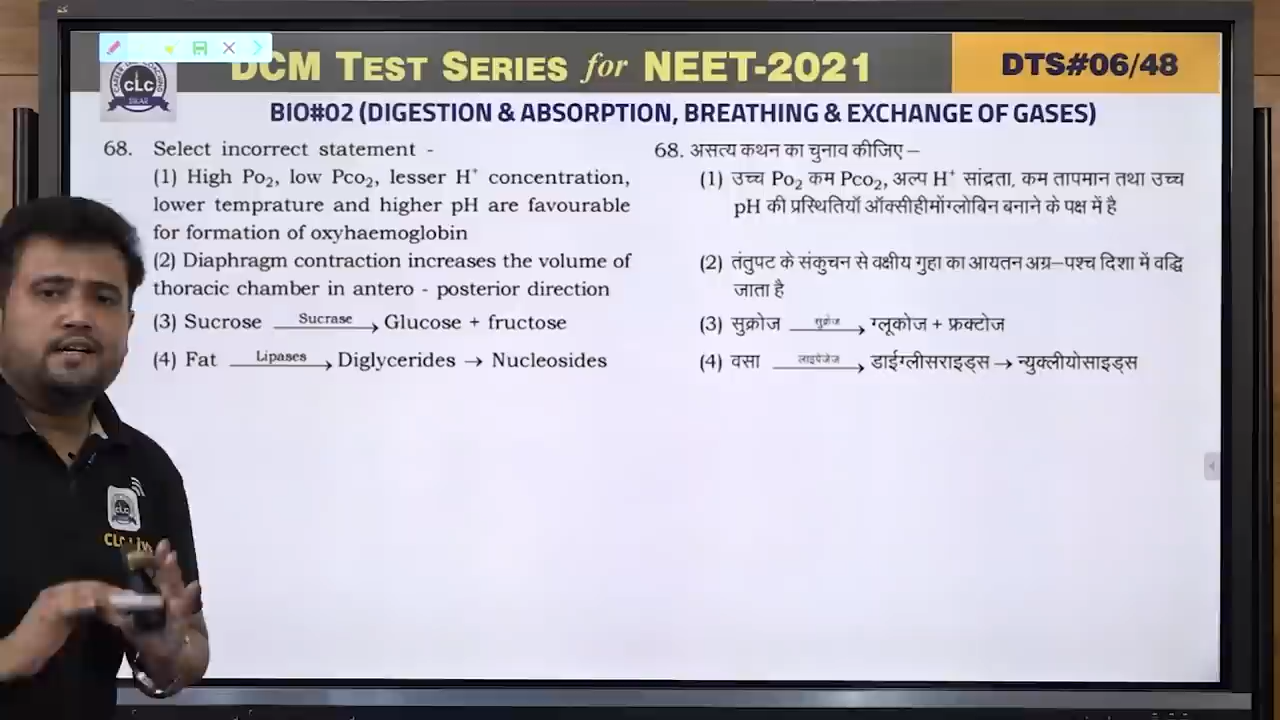 DCM TEST SERIES for NEET-2021
DTS#06/48
CLC
SIKAR
BIO#02 (DIGESTION & ABSORPTION, BREATHING & EXCHANGE OF GASES)
68. Select incorrect statement -
(1) High Po₂, low Pco₂, lesser H⁺ concentration,
lower temprature and higher pH are favourable
for formation of oxyhaemoglobin
(2) Diaphragm contraction increases the volume of
thoracic chamber in antero - posterior direction
(3) Sucrose Sucrase → Glucose + fructose
(4) Fat Lipases → Diglycerides → Nucleosides
68. असत्य कथन का चुनाव कीजिए –
(1) उच्च Po₂ कम Pco₂, अल्प H⁺ सांद्रता, कम तापमान तथा उच्च
pH की प्रस्थितियाँ ऑक्सीहीमोंग्लोबिन बनाने के पक्ष में है
(2) तंतुपट के संकुचन से वक्षीय गुहा का आयतन अग्र–पश्च दिशा में वद्धि
जाता है
(3) सुक्रोज सुक्रेज → ग्लूकोज + फ्रक्टोज
(4) वसा लाइपेजेज → डाईग्लीसराइड्स → न्युक्लीयोसाइड्स
CLC